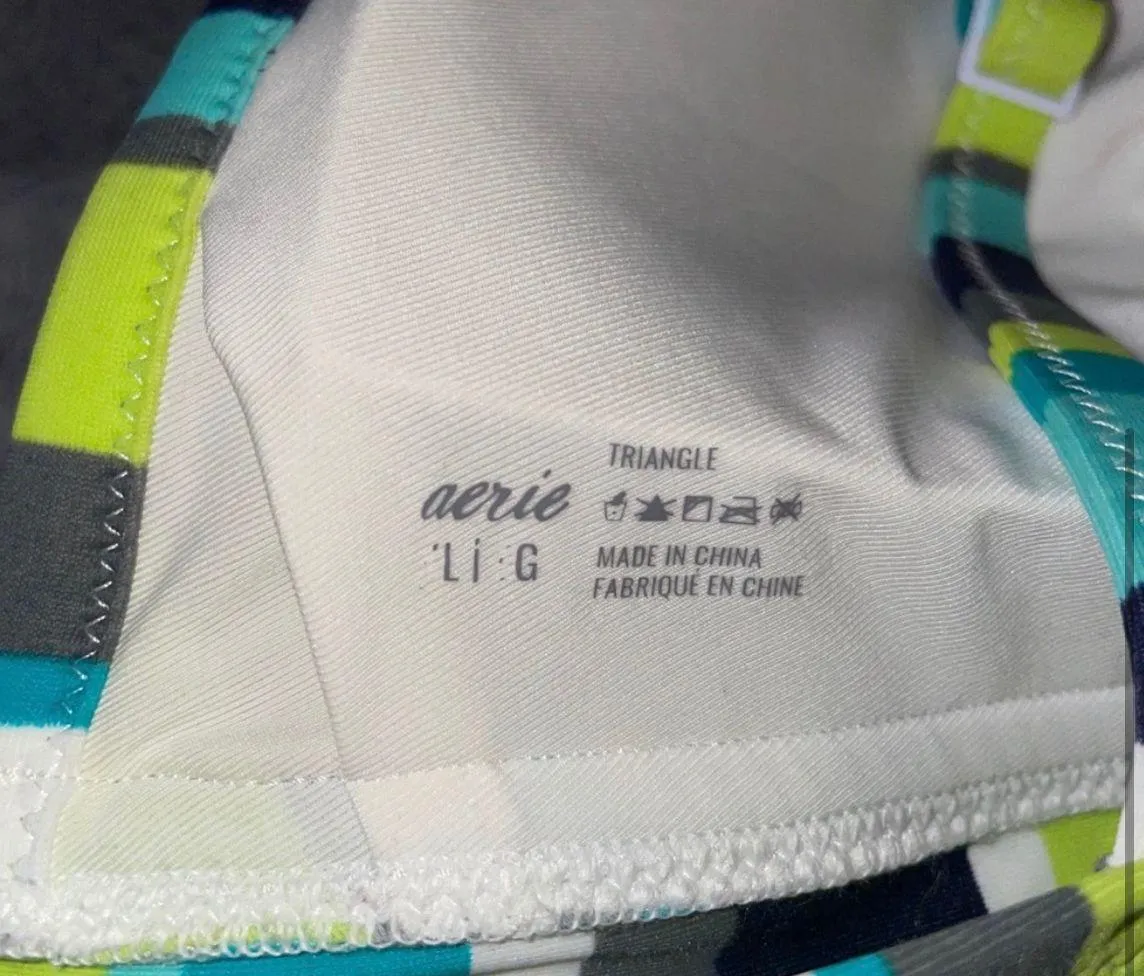 TRIANGLE
aerie
L G
MADE IN CHINA
FABRIQUÉ EN CHINE